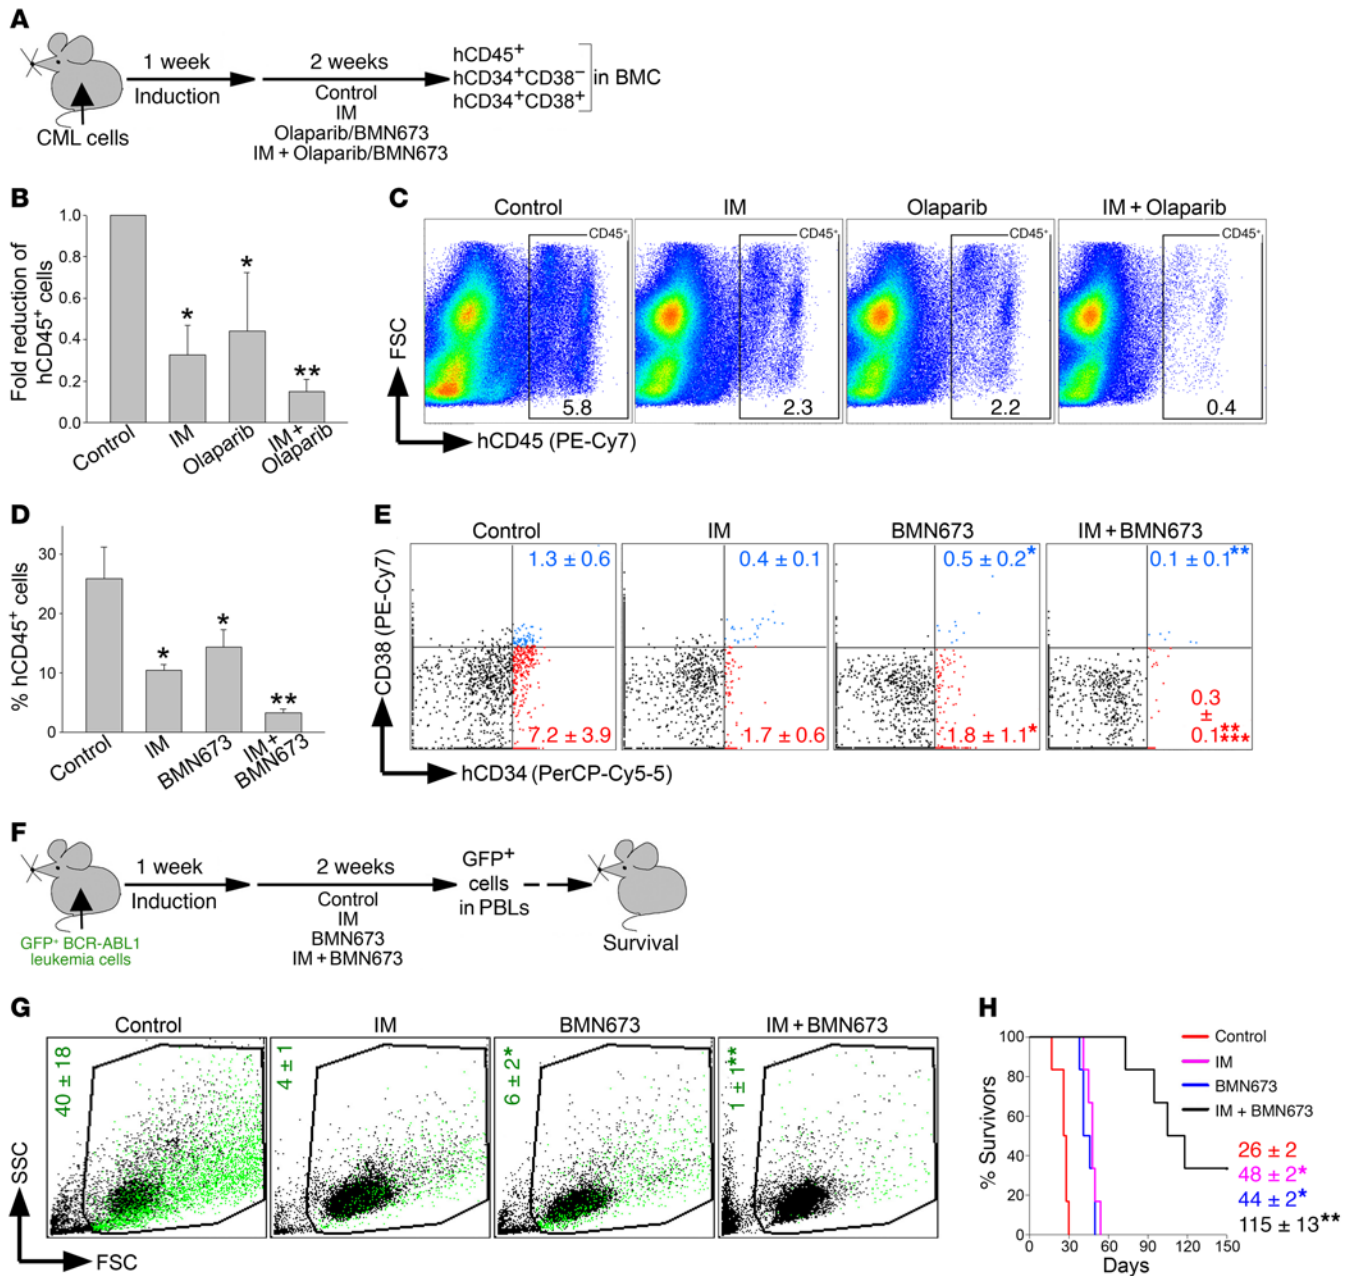 A
1 week
Induction
CML cells
2 weeks
Control
IM
Olaparib/BMN673
IM + Olaparib/BMN673
hCD45+
hCD34+CD38−
hCD34+CD38+
in BMC
B
Fold reduction of
hCD45+ cells
1.0
0.8
0.6
0.4
0.2
0.0
*
*
**
Control
IM
Olaparib
IM+
Olaparib
C
Control
IM
Olaparib
IM + Olaparib
CD45+
CD45+
CD45+
CD45+
5.8
2.3
2.2
0.4
FSC
hCD45 (PE-Cy7)
D
% hCD45+ cells
30
20
10
0
*
*
**
Control
IM
BMN673
IM+
BMN673
E
Control
IM
BMN673
IM + BMN673
1.3 ± 0.6
0.4 ± 0.1
0.5 ± 0.2*
0.1 ± 0.1**
7.2 ± 3.9
1.7 ± 0.6
1.8 ± 1.1*
0.3
±
0.1**
***
CD38 (PE-Cy7)
hCD34 (PerCP-Cy5-5)
F
1 week
Induction
GFP+ BCR-ABL1
leukemia cells
2 weeks
Control
IM
BMN673
IM + BMN673
GFP+
cells
in PBLs
Survival
G
Control
IM
BMN673
IM + BMN673
40 ± 18
4 ± 1
6 ± 2*
1 ± 1**
SSC
FSC
H
% Survivors
100
80
60
40
20
0
0
30
60
90
120
150
Days
Control
IM
BMN673
IM + BMN673
26 ± 2
48 ± 2*
44 ± 2*
115 ± 13**